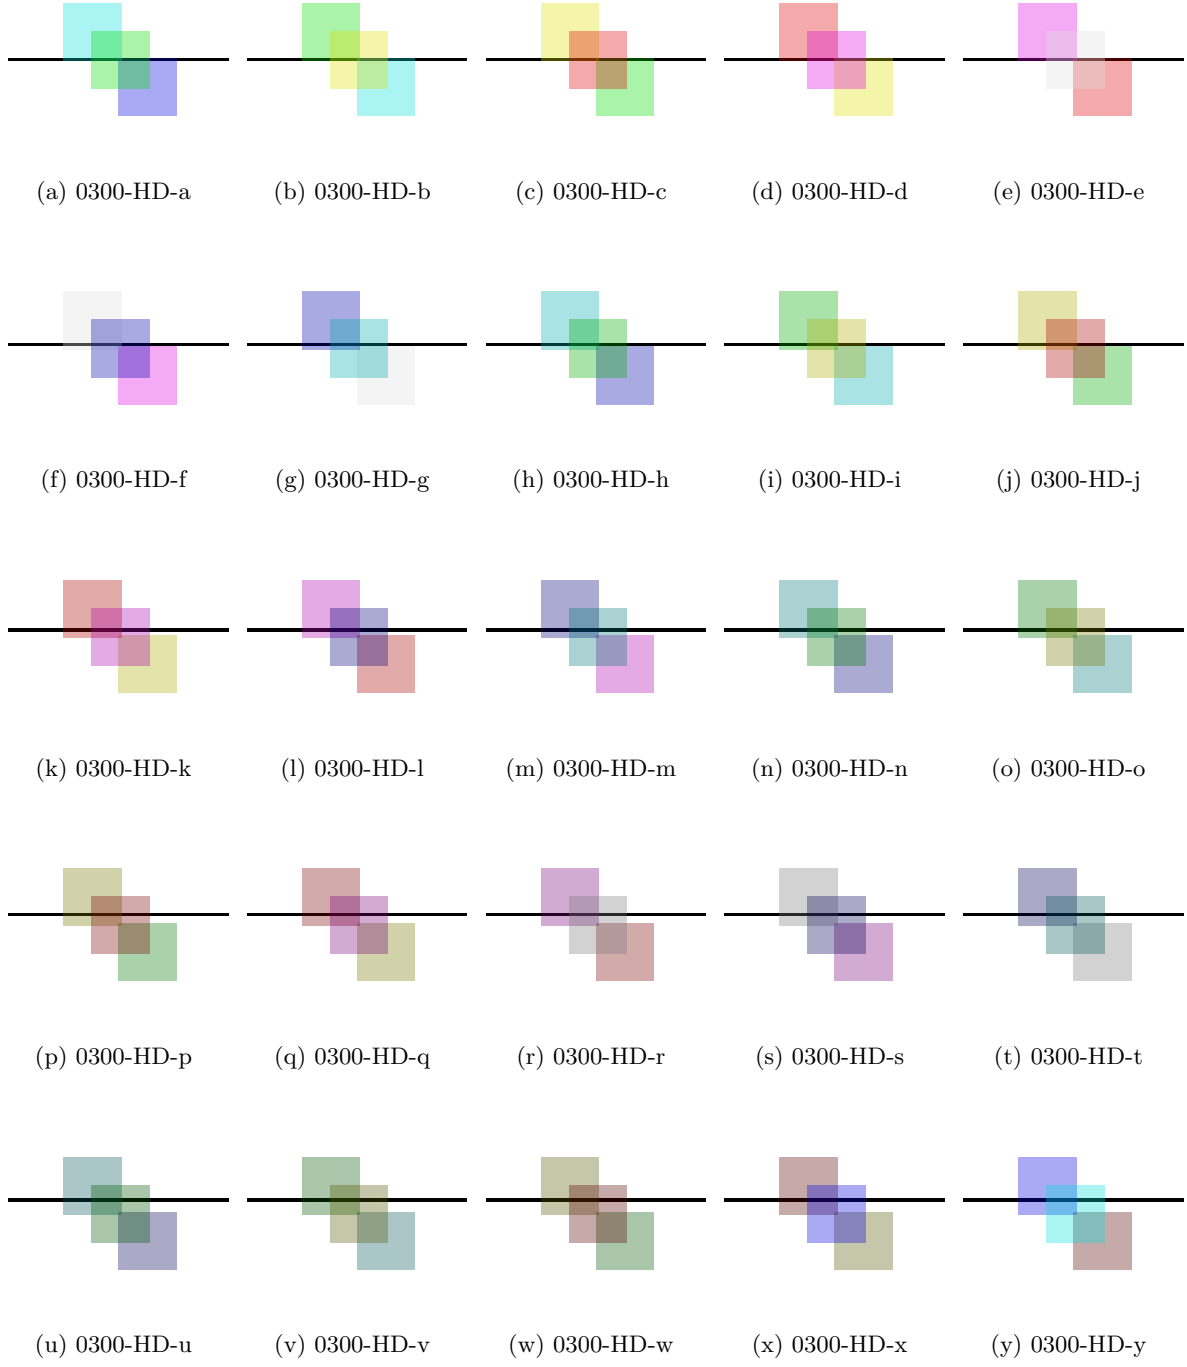 (a) 0300-HD-a (b) 0300-HD-b (c) 0300-HD-c (d) 0300-HD-d (e) 0300-HD-e
(f) 0300-HD-f (g) 0300-HD-g (h) 0300-HD-h (i) 0300-HD-i (j) 0300-HD-j
(k) 0300-HD-k (l) 0300-HD-l (m) 0300-HD-m (n) 0300-HD-n (o) 0300-HD-o
(p) 0300-HD-p (q) 0300-HD-q (r) 0300-HD-r (s) 0300-HD-s (t) 0300-HD-t
(u) 0300-HD-u (v) 0300-HD-v (w) 0300-HD-w (x) 0300-HD-x (y) 0300-HD-y